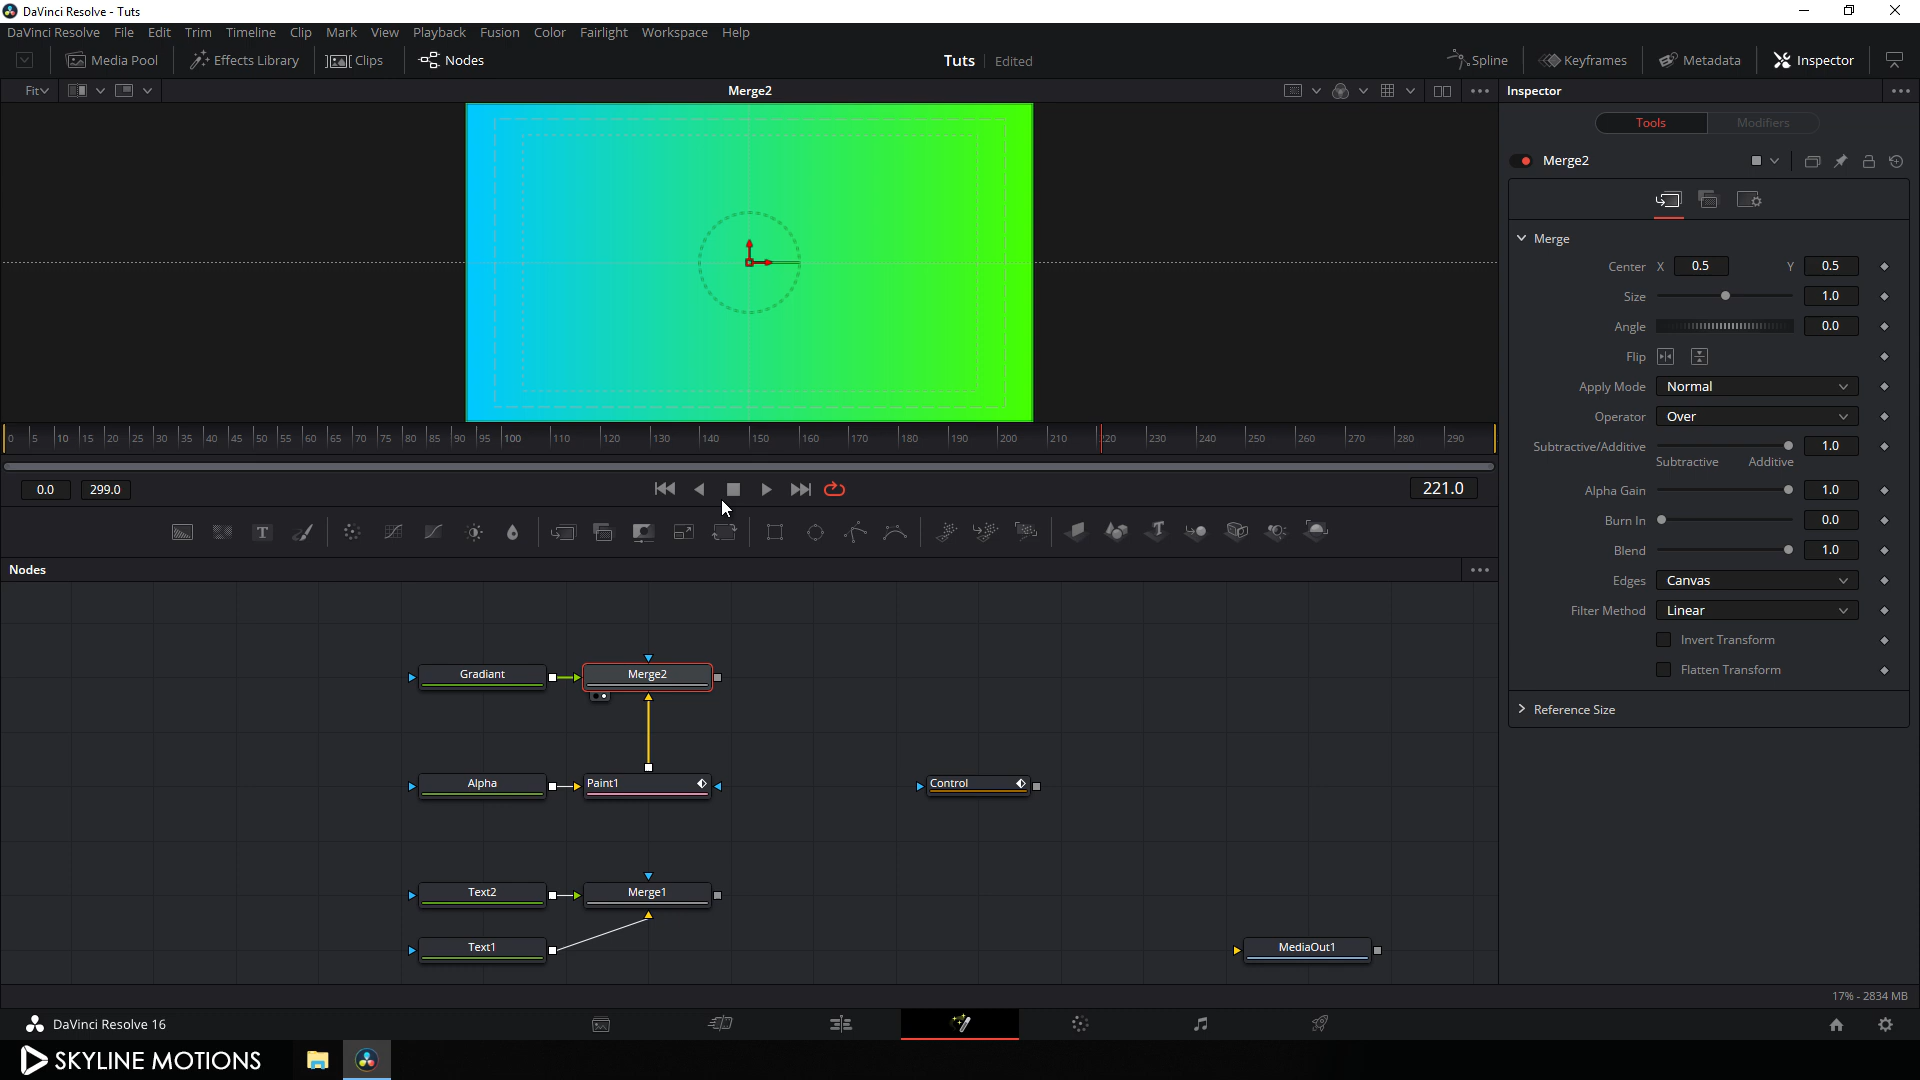 DaVinci Resolve - Tuts
DaVinci Resolve File Edit Trim Timeline Clip Mark View Playback Fusion Color Fairlight Workspace Help
Media Pool Effects Library Clips Nodes Tuts Edited Spline Keyframes Metadata Inspector
Fit Merge2 Inspector
Tools Modifiers
Merge2
Merge
Center X 0.5 Y 0.5
Size 1.0
Angle 0.0
Flip
Apply Mode Normal
Operator Over
0 5 10 15 20 25 30 35 40 45 50 55 60 65 70 75 80 85 90 95 100 110 120 130 140 150 160 170 180 190 200 210 220 230 240 250 260 270 280 290
Subtractive/Additive 1.0
Subtractive Additive
0.0 299.0 221.0
Alpha Gain 1.0
Burn In 0.0
Blend 1.0
Nodes
Edges Canvas
Filter Method Linear
Invert Transform
Flatten Transform
Gradiant Merge2
Reference Size
Alpha Paint1 Control
Text2 Merge1
Text1 MediaOut1
17% - 2834 MB
DaVinci Resolve 16
SKYLINE MOTIONS